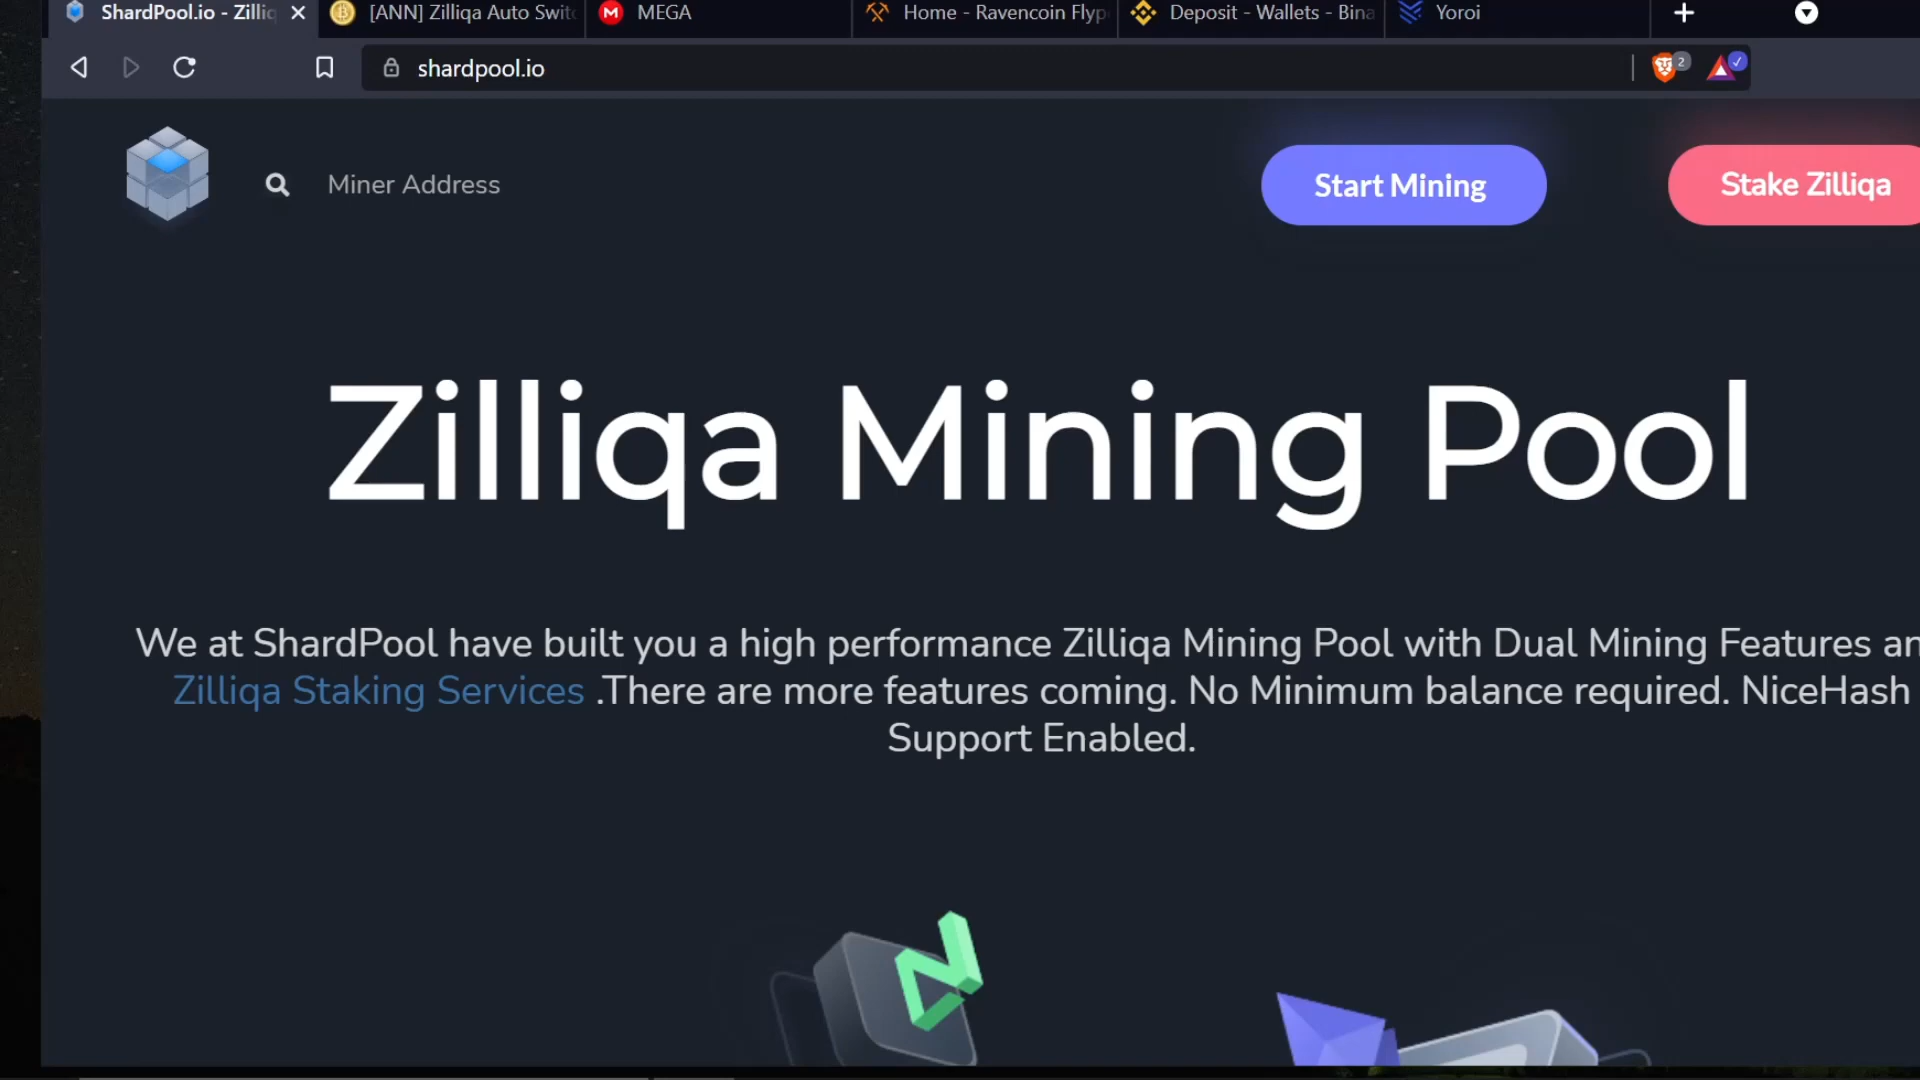 ShardPool.io - Zilliq
[ANN] Zilliqa Auto Switc
MEGA
Home - Ravencoin Flyp
Deposit - Wallets - Bina
Yoroi
shardpool.io
2
Miner Address
Start Mining
Stake Zilliqa
Zilliqa Mining Pool
We at ShardPool have built you a high performance Zilliqa Mining Pool with Dual Mining Features an
Zilliqa Staking Services .There are more features coming. No Minimum balance required. NiceHash
Support Enabled.